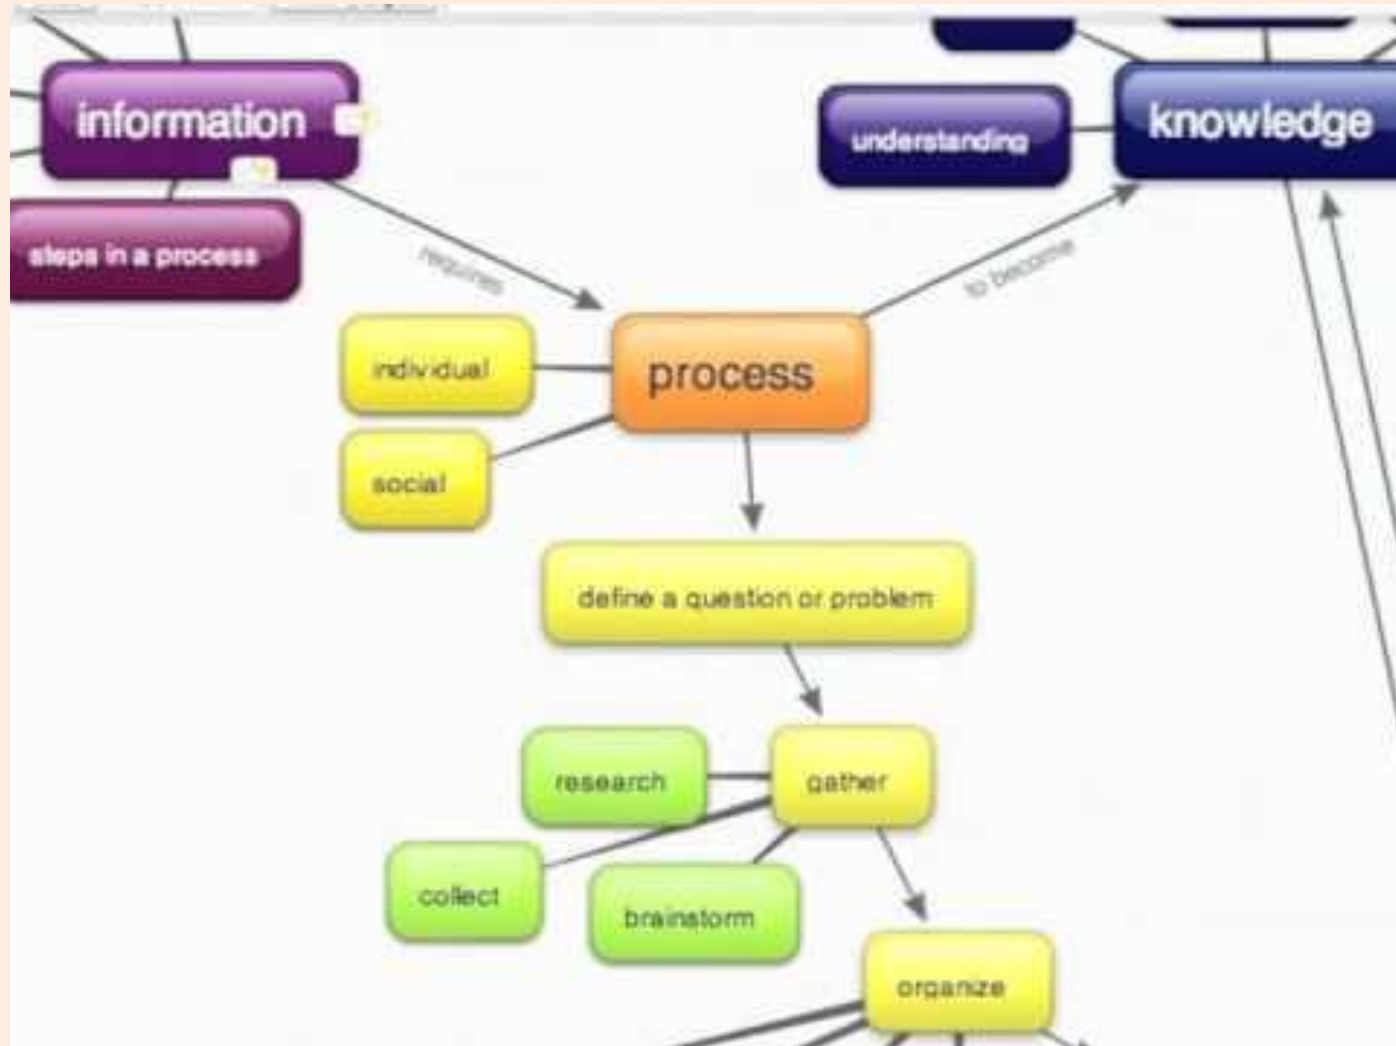 information
knowledge
understanding
steps in a process
requires
to become
individual
process
social
define a question or problem
research
gather
collect
brainstorm
organize